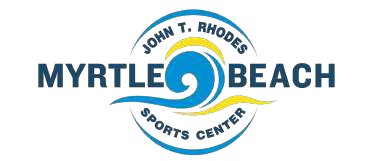 JOHN T. RHODES
MYRTLE BEACH
SPORTS CENTER